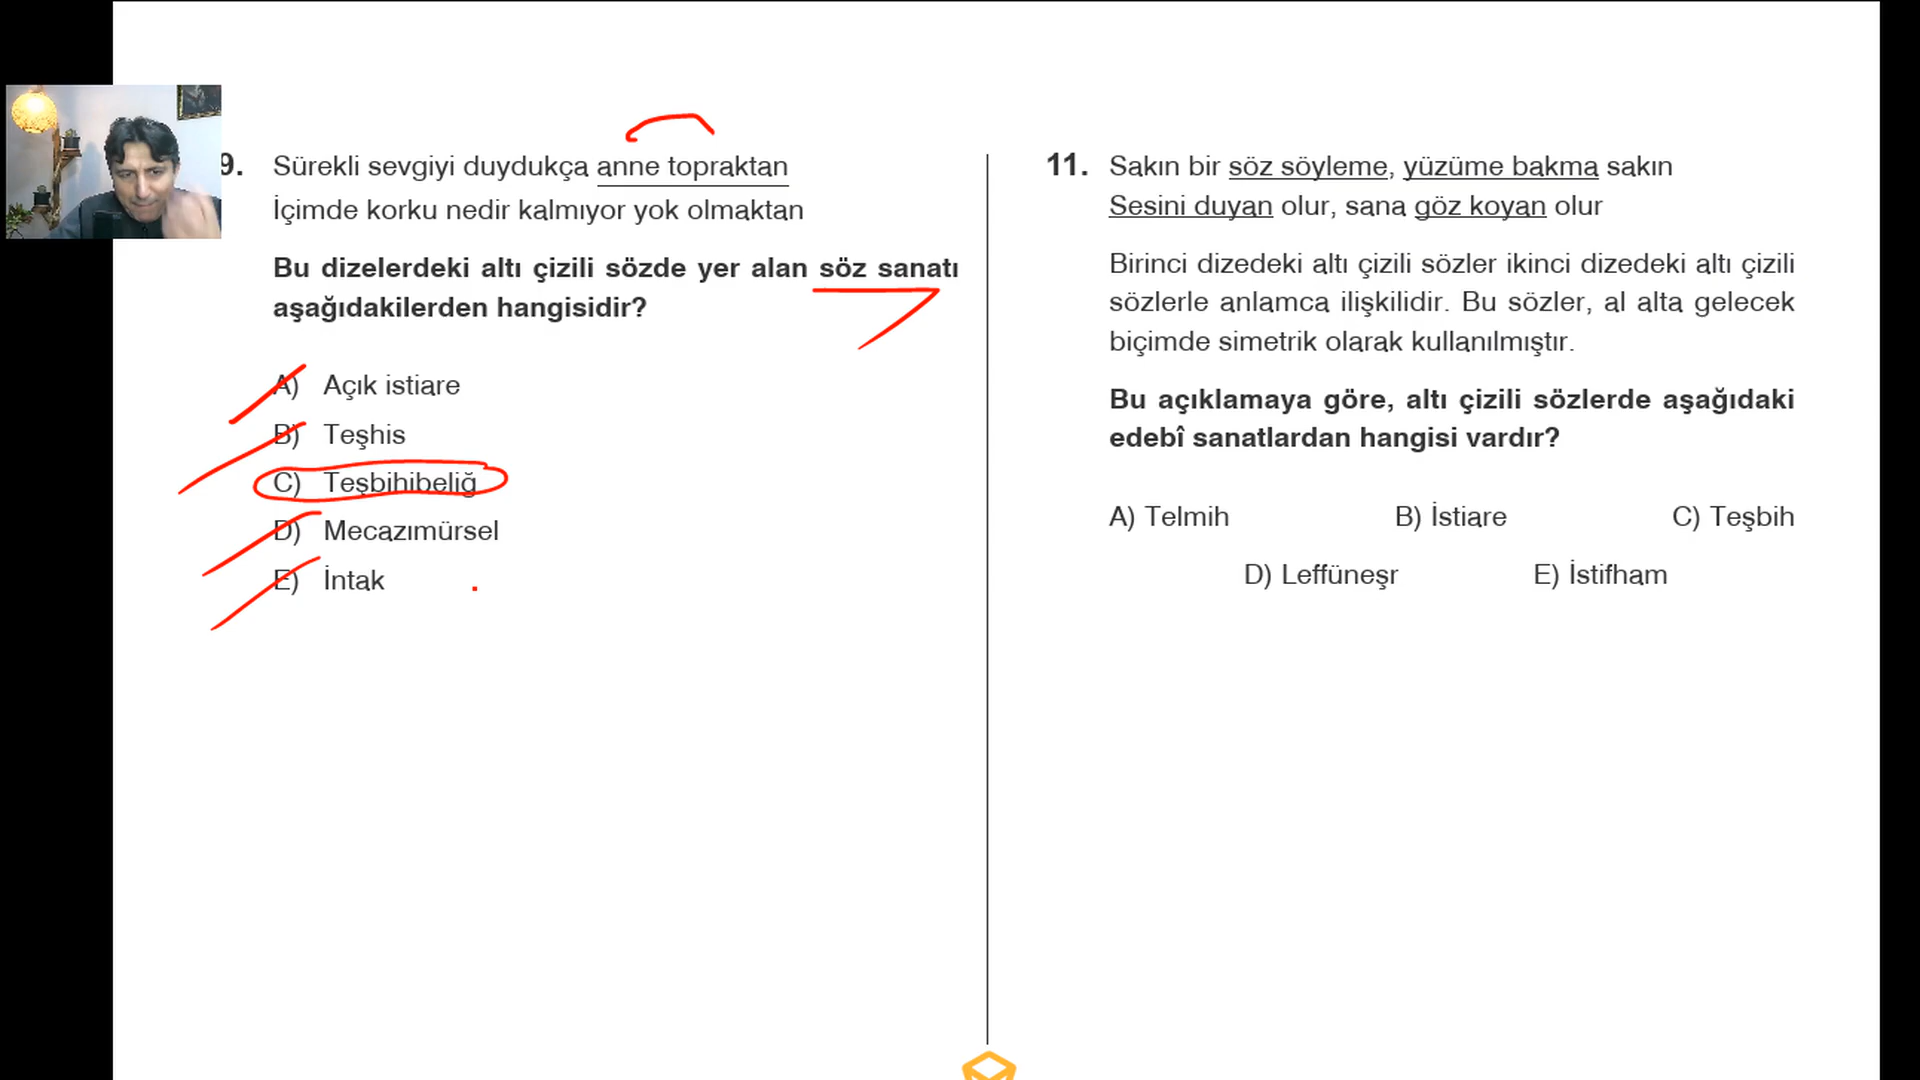 9. Sürekli sevgiyi duydukça anne topraktan
İçimde korku nedir kalmıyor yok olmaktan
Bu dizelerdeki altı çizili sözde yer alan söz sanatı
aşağıdakilerden hangisidir?
A) Açık istiare
B) Teşhis
C) Teşbihibeliğ
D) Mecazımürsel
E) İntak
11. Sakın bir söz söyleme, yüzüme bakma sakın
Sesini duyan olur, sana göz koyan olur
Birinci dizedeki altı çizili sözler ikinci dizedeki altı çizili
sözlerle anlamca ilişkilidir. Bu sözler, al alta gelecek
biçimde simetrik olarak kullanılmıştır.
Bu açıklamaya göre, altı çizili sözlerde aşağıdaki
edebî sanatlardan hangisi vardır?
A) Telmih B) İstiare C) Teşbih
D) Leffüneşr E) İstifham